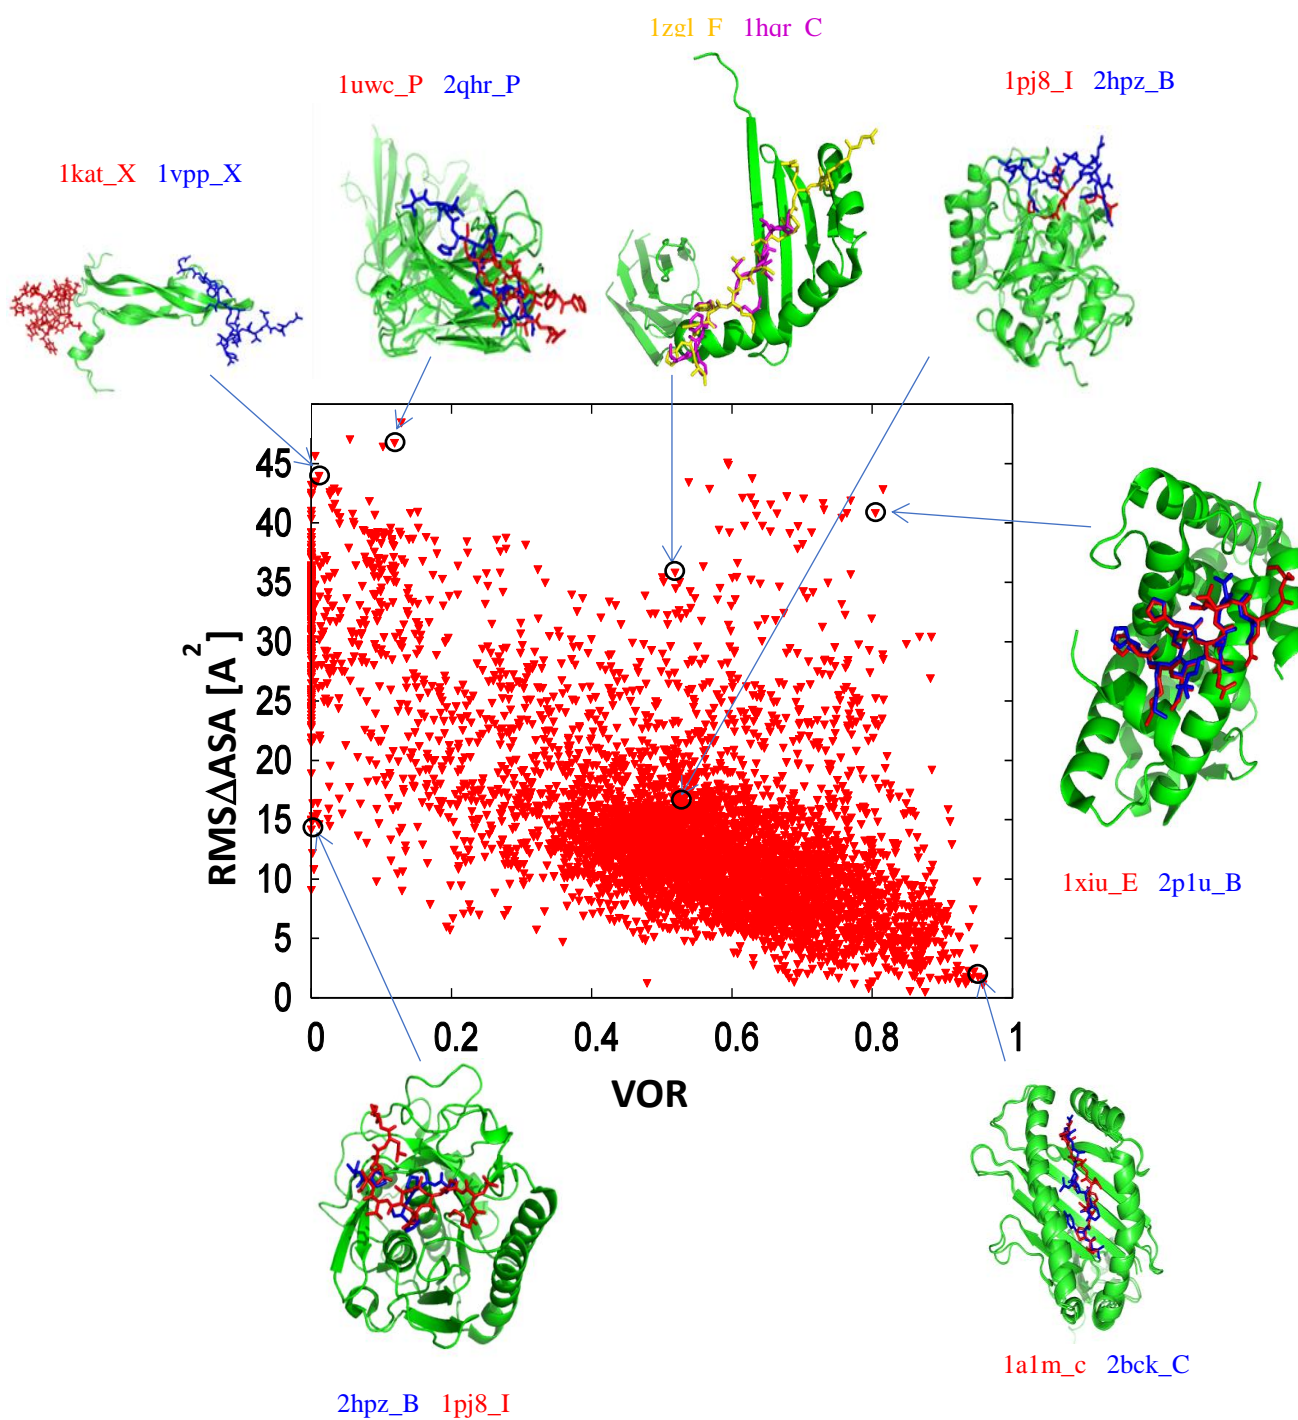 1zgl_F 1hqr_C
1uwc_P 2qhr_P
1pj8_I 2hpz_B
1kat_X 1vpp_X
45
40
35
30
25
20
15
10
5
0
RMSΔASA [A²]
0 0.2 0.4 0.6 0.8 1
VOR
1xiu_E 2p1u_B
1a1m_c 2bck_C
2hpz_B 1pj8_I